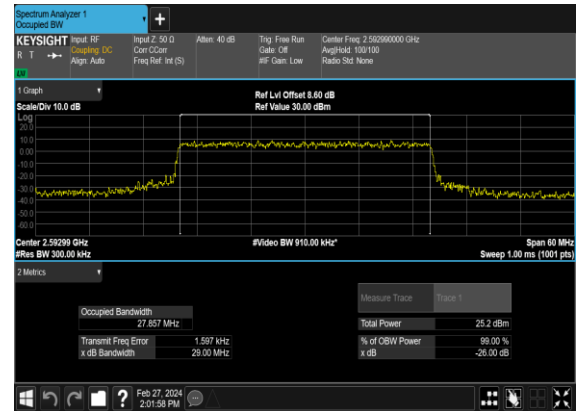 Spectrum Analyzer 1
Occupied BW
KEYSIGHT
R T
LXI
Input: RF
Coupling: DC
Align: Auto
Input Z: 50 Ω
Corr CCorr
Freq Ref: Int (S)
Atten: 40 dB
Trig: Free Run
Gate: Off
#IF Gain: Low
Center Freq: 2.592990000 GHz
Avg|Hold: 100/100
Radio Std: None
1 Graph
Scale/Div 10.0 dB
Ref Lvl Offset 8.60 dB
Ref Value 30.00 dBm
Log
20.0
10.0
0.00
-10.0
-20.0
-30.0
-40.0
-50.0
-60.0
Center 2.59299 GHz
#Video BW 910.00 kHz*
Span 60 MHz
#Res BW 300.00 kHz
Sweep 1.00 ms (1001 pts)
2 Metrics
Measure Trace Trace 1
Occupied Bandwidth
27.857 MHz
Total Power 25.2 dBm
Transmit Freq Error 1.597 kHz
% of OBW Power 99.00 %
x dB Bandwidth 29.00 MHz
x dB -26.00 dB
Feb 27, 2024
2:01:58 PM